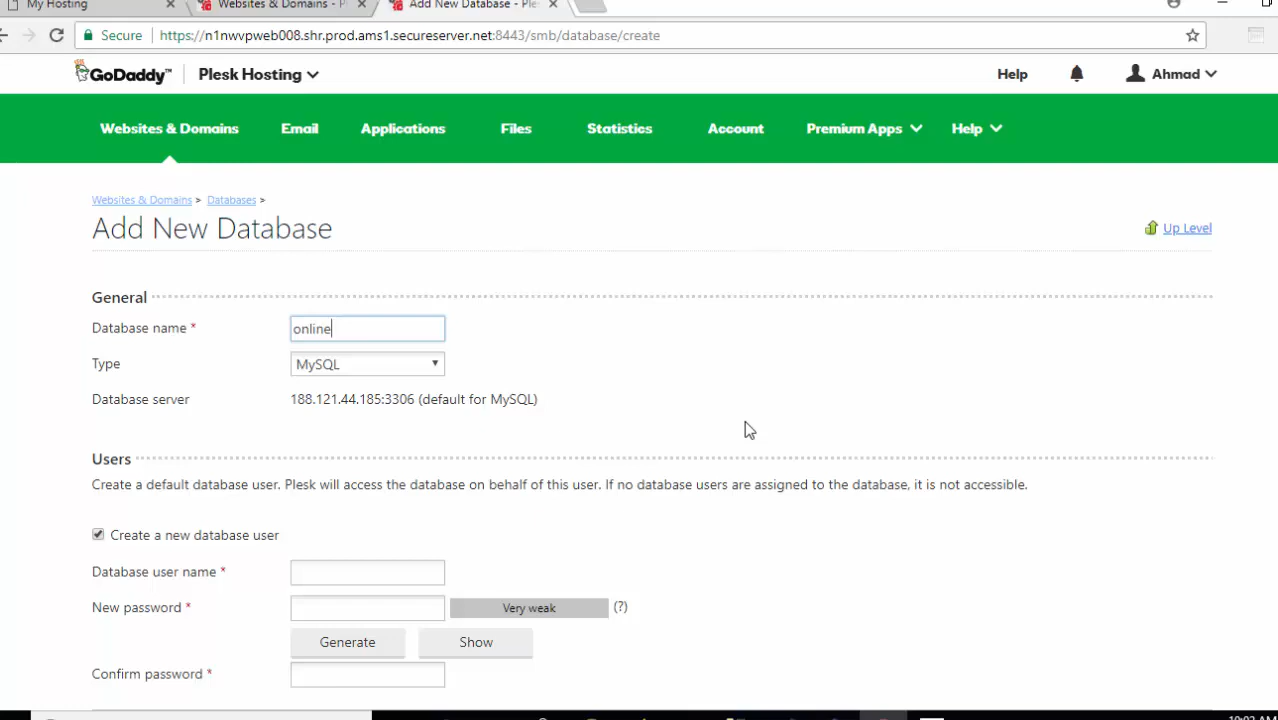 My Hosting
Websites & Domains - P
Add New Database - Ple
Secure https://n1nwvpweb008.shr.prod.ams1.secureserver.net:8443/smb/database/create
GoDaddy™ Plesk Hosting Help Ahmad
Websites & Domains Email Applications Files Statistics Account Premium Apps Help
Websites & Domains > Databases >
Add New Database
Up Level
General
Database name * online
Type MySQL
Database server 188.121.44.185:3306 (default for MySQL)
Users
Create a default database user. Plesk will access the database on behalf of this user. If no database users are assigned to the database, it is not accessible.
Create a new database user
Database user name *
New password * Very weak (?)
Generate Show
Confirm password *